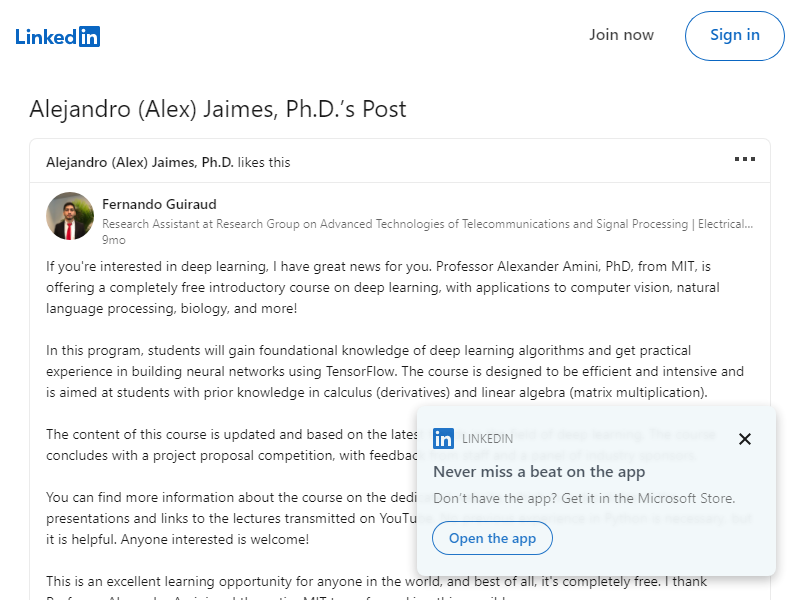 LinkedIn
Join now
Sign in
Alejandro (Alex) Jaimes, Ph.D.'s Post
Alejandro (Alex) Jaimes, Ph.D. likes this
Fernando Guiraud
Research Assistant at Research Group on Advanced Technologies of Telecommunications and Signal Processing | Electrical...
9mo
If you're interested in deep learning, I have great news for you. Professor Alexander Amini, PhD, from MIT, is
offering a completely free introductory course on deep learning, with applications to computer vision, natural
language processing, biology, and more!
In this program, students will gain foundational knowledge of deep learning algorithms and get practical
experience in building neural networks using TensorFlow. The course is designed to be efficient and intensive and
is aimed at students with prior knowledge in calculus (derivatives) and linear algebra (matrix multiplication).
The content of this course is updated and based on the latest
concludes with a project proposal competition, with feedback
You can find more information about the course on the
presentations and links to the lectures transmitted on YouTube.
it is helpful. Anyone interested is welcome!
LINKEDIN
Never miss a beat on the app
Don't have the app? Get it in the Microsoft Store.
Open the app
This is an excellent learning opportunity for anyone in the world, and best of all, it's completely free. I thank